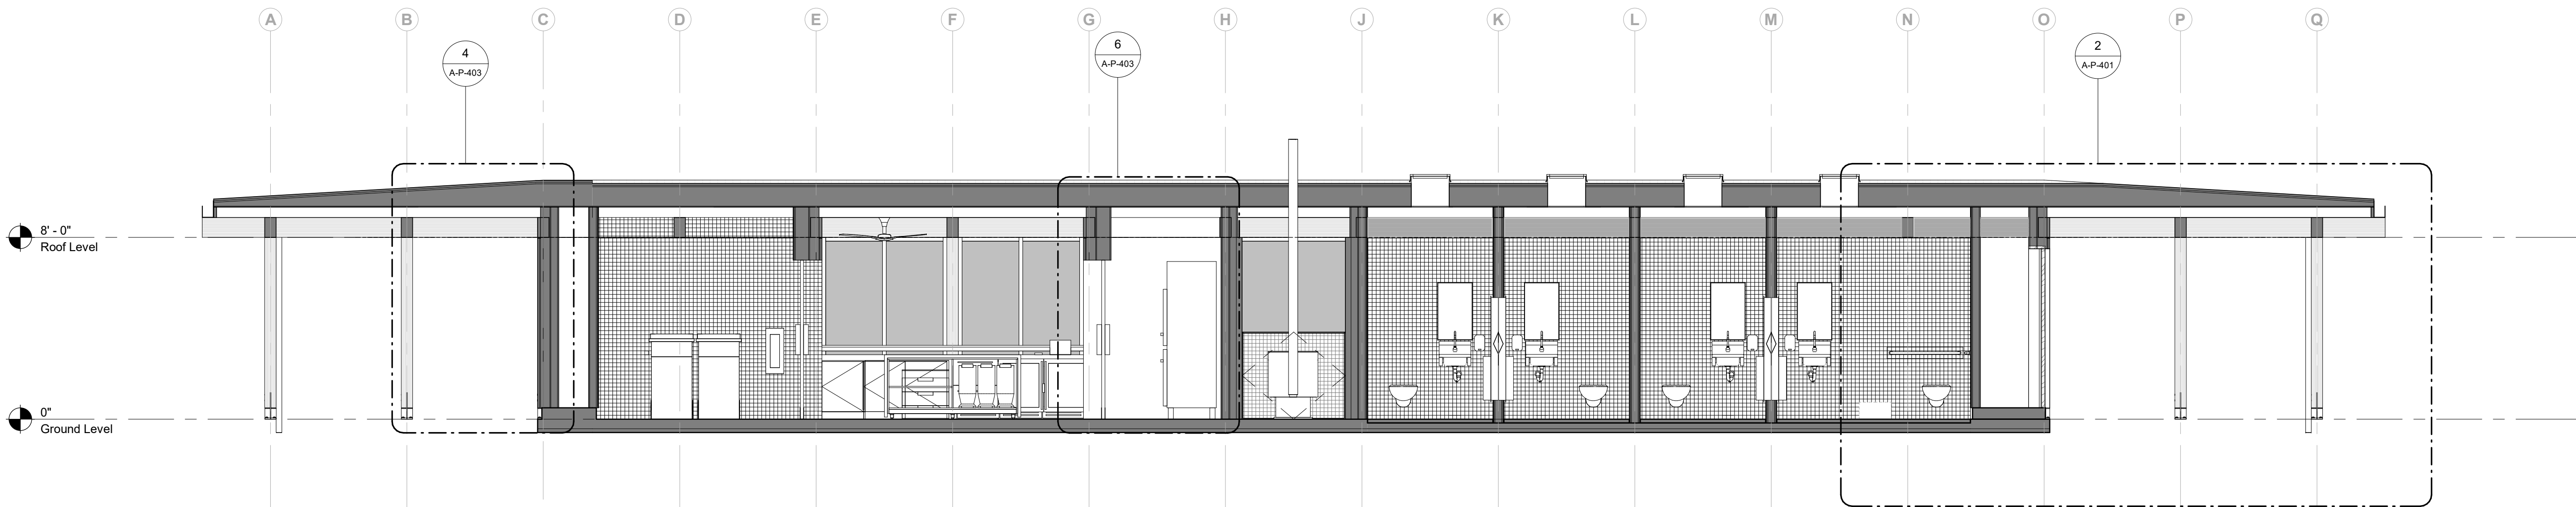 A
B
C
D
E
F
G
H
J
K
L
M
N
O
P
Q
4
A-P-403
6
A-P-403
2
A-P-401
8' - 0"
Roof Level
0"
Ground Level